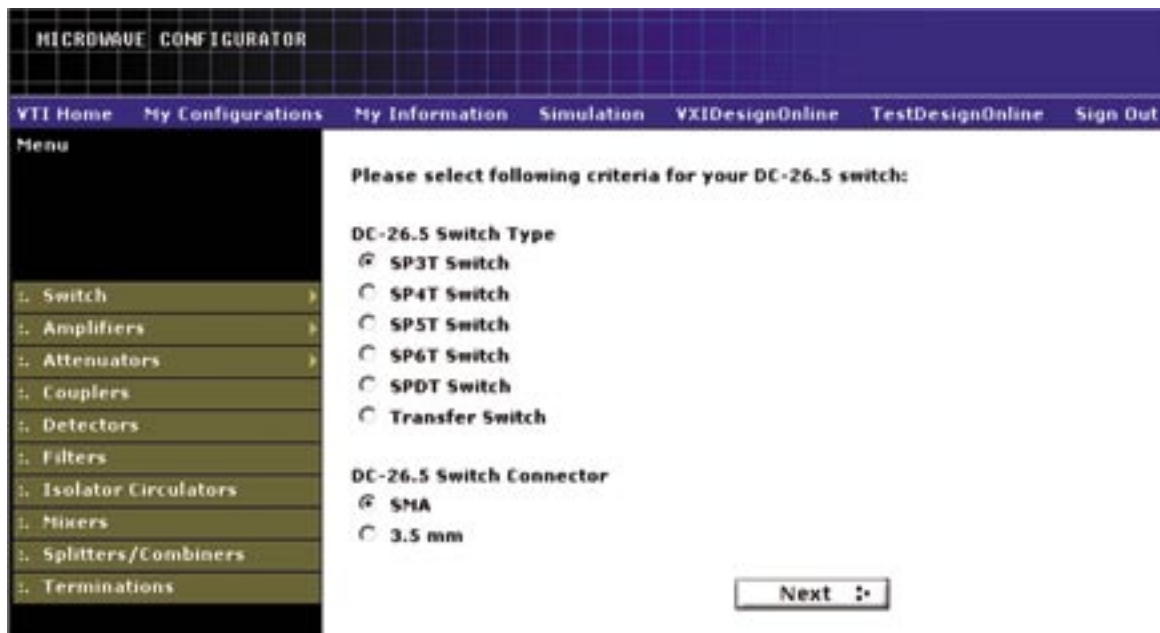 MICROWAVE CONFIGURATOR
VTI Home My Configurations My Information Simulation VXIDesignOnline TestDesignOnline Sign Out
Menu
:. Switch
:. Amplifiers
:. Attenuators
:. Couplers
:. Detectors
:. Filters
:. Isolator Circulators
:. Mixers
:. Splitters/Combiners
:. Terminations
Please select following criteria for your DC-26.5 switch:
DC-26.5 Switch Type
SP3T Switch
SP4T Switch
SP5T Switch
SP6T Switch
SPDT Switch
Transfer Switch
DC-26.5 Switch Connector
SMA
3.5 mm
Next